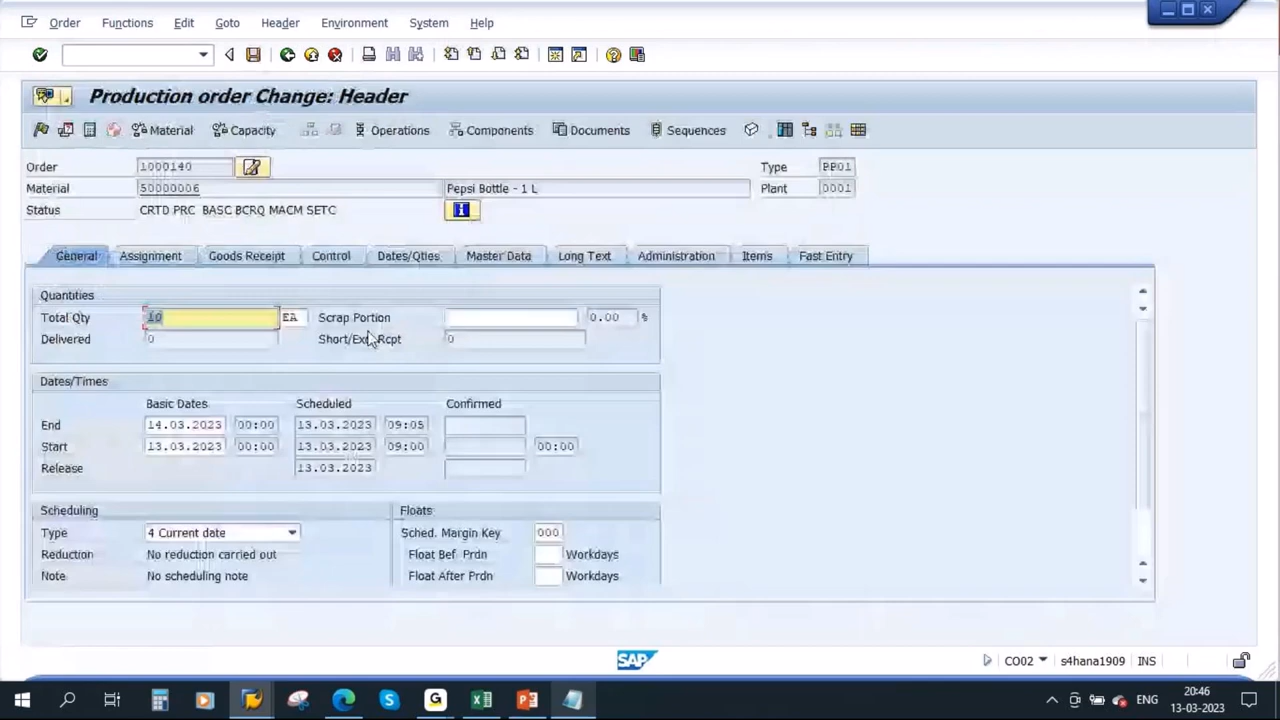 Order Functions Edit Goto Header Environment System Help
Production order Change: Header
Material Capacity Operations Components Documents Sequences
Order 1000140 Type PP01
Material 50000006 Pepsi Bottle - 1 L Plant 0001
Status CRTD PRC BASC BCRQ MACM SETC
General Assignment Goods Receipt Control Dates/Qties Master Data Long Text Administration Items Fast Entry
Quantities
Total Qty 10 EA Scrap Portion 0.00 %
Delivered 0 Rcpt 0
Dates/Times
Basic Dates Scheduled Confirmed
End 14.03.2023 00:00 13.03.2023 09:05
Start 13.03.2023 00:00 13.03.2023 09:00 00:00
Release 13.03.2023
Scheduling Floats
Type 4 Current date Sched. Margin Key 000
Reduction No reduction carried out Float Bef. Prdn Workdays
Note No scheduling note Float After Prdn Workdays
SAP CO02 s4hana1909 INS
ENG 20:46
13-03-2023